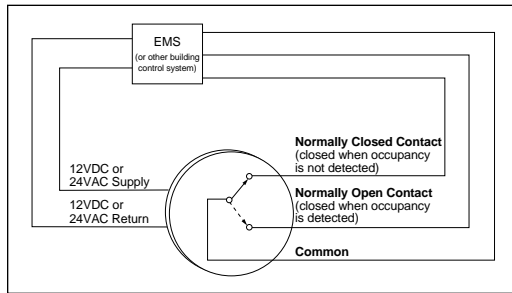 EMS
(or other building
control system)
Normally Closed Contact
(closed when occupancy
is not detected)
12VDC or
24VAC Supply
Normally Open Contact
(closed when occupancy
is detected)
12VDC or
24VAC Return
Common